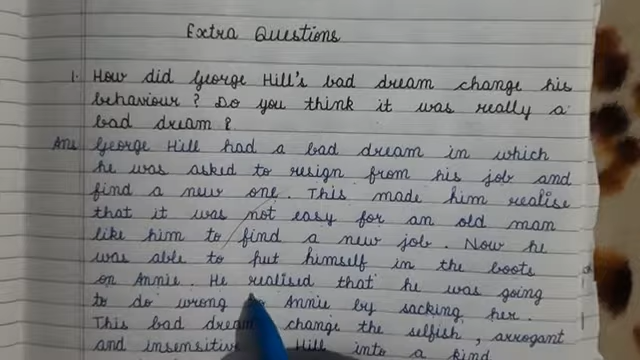 Extra Questions
1. How did George Hill's bad dream change his
behaviour? Do you think it was really a
bad dream?
Ans George Hill had a bad dream in which
he was asked to resign from his job and
find a new one. This made him realise
that it was not easy for an old man
like him to find a new job. Now he
was able to put himself in the boots
on Annie. He realised that he was going
to do wrong Annie by sacking her.
This bad dream change the selfish, arrogant
and insensitive Hill into a kind